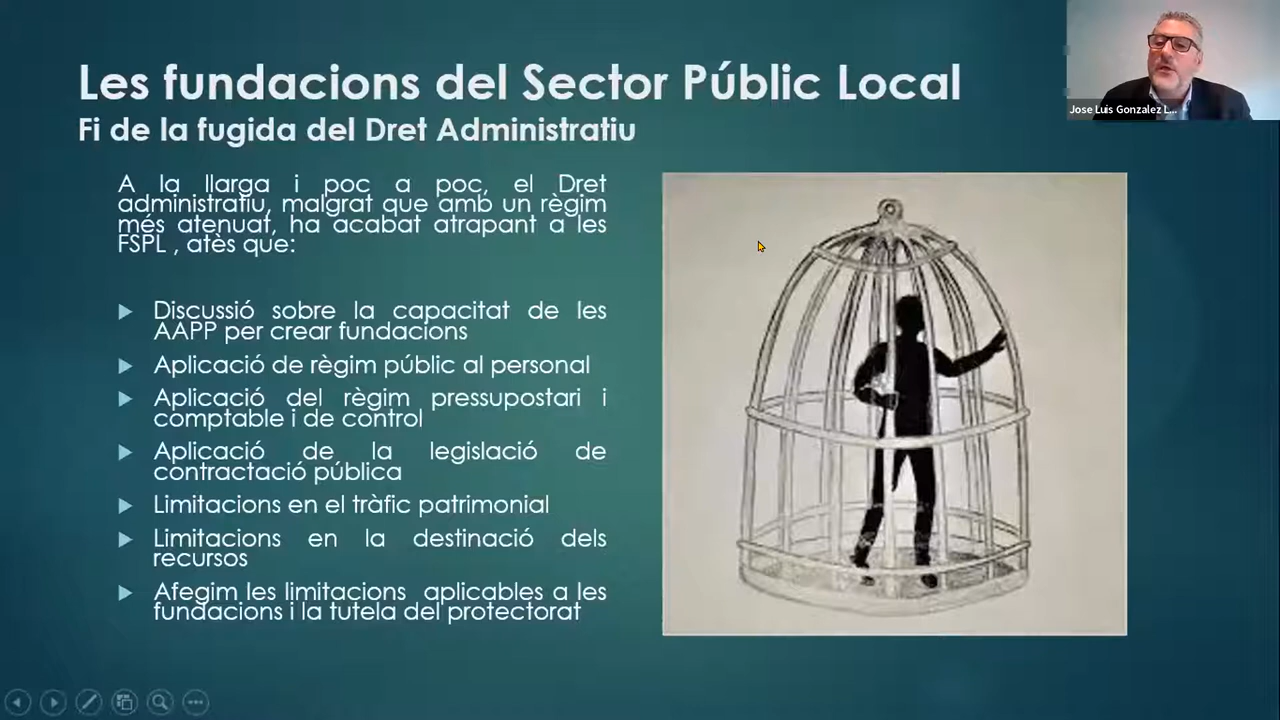 Les fundacions del Sector Públic Local
Fi de la fugida del Dret Administratiu
Jose Luis Gonzalez L...
A la llarga i poc a poc, el Dret
administratiu, malgrat que amb un règim
més atenuat, ha acabat atrapant a les
FSPL , atès que:
Discussió sobre la capacitat de les
AAPP per crear fundacions
Aplicació de règim públic al personal
Aplicació del règim pressupostari i
comptable i de control
Aplicació de la legislació de
contractació pública
Limitacions en el tràfic patrimonial
Limitacions en la destinació dels
recursos
Afegim les limitacions aplicables a les
fundacions i la tutela del protectorat